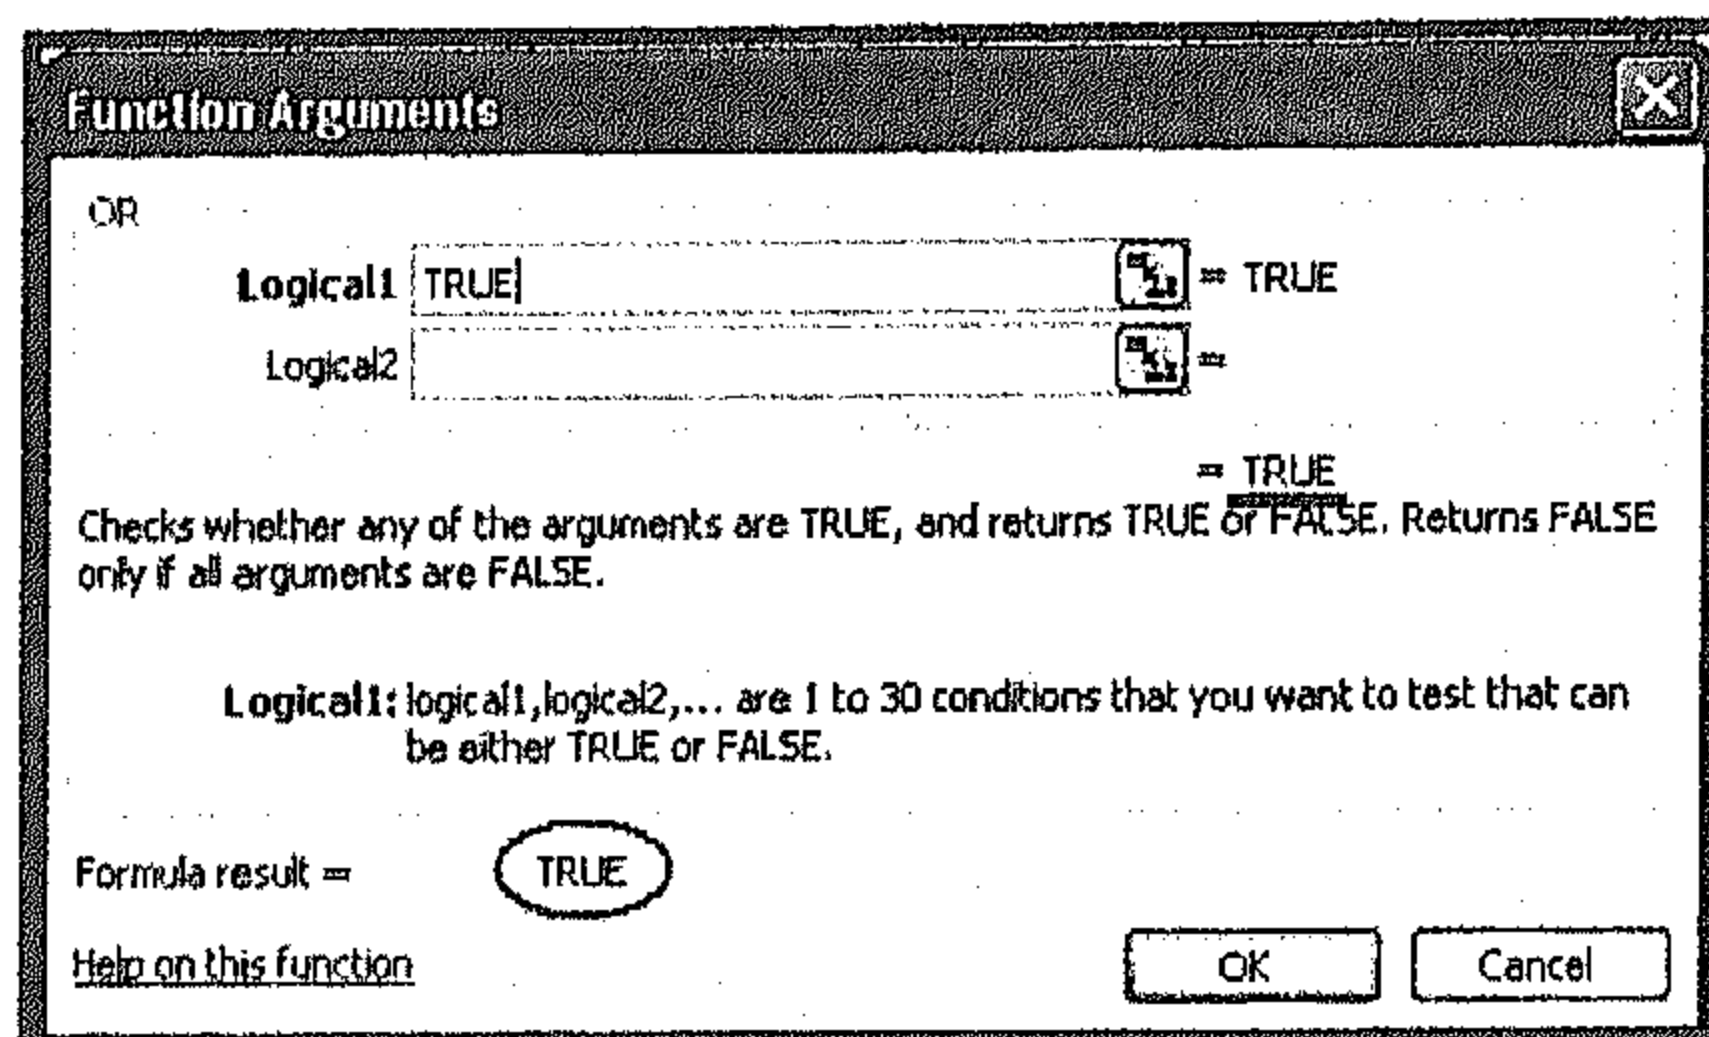 Function Arguments
OR
Logical1 TRUE = TRUE
Logical2 =
= TRUE
Checks whether any of the arguments are TRUE, and returns TRUE or FALSE. Returns FALSE
only if all arguments are FALSE.
Logical1: logical1,logical2,... are 1 to 30 conditions that you want to test that can
be either TRUE or FALSE.
Formula result = TRUE
Help on this function
OK Cancel